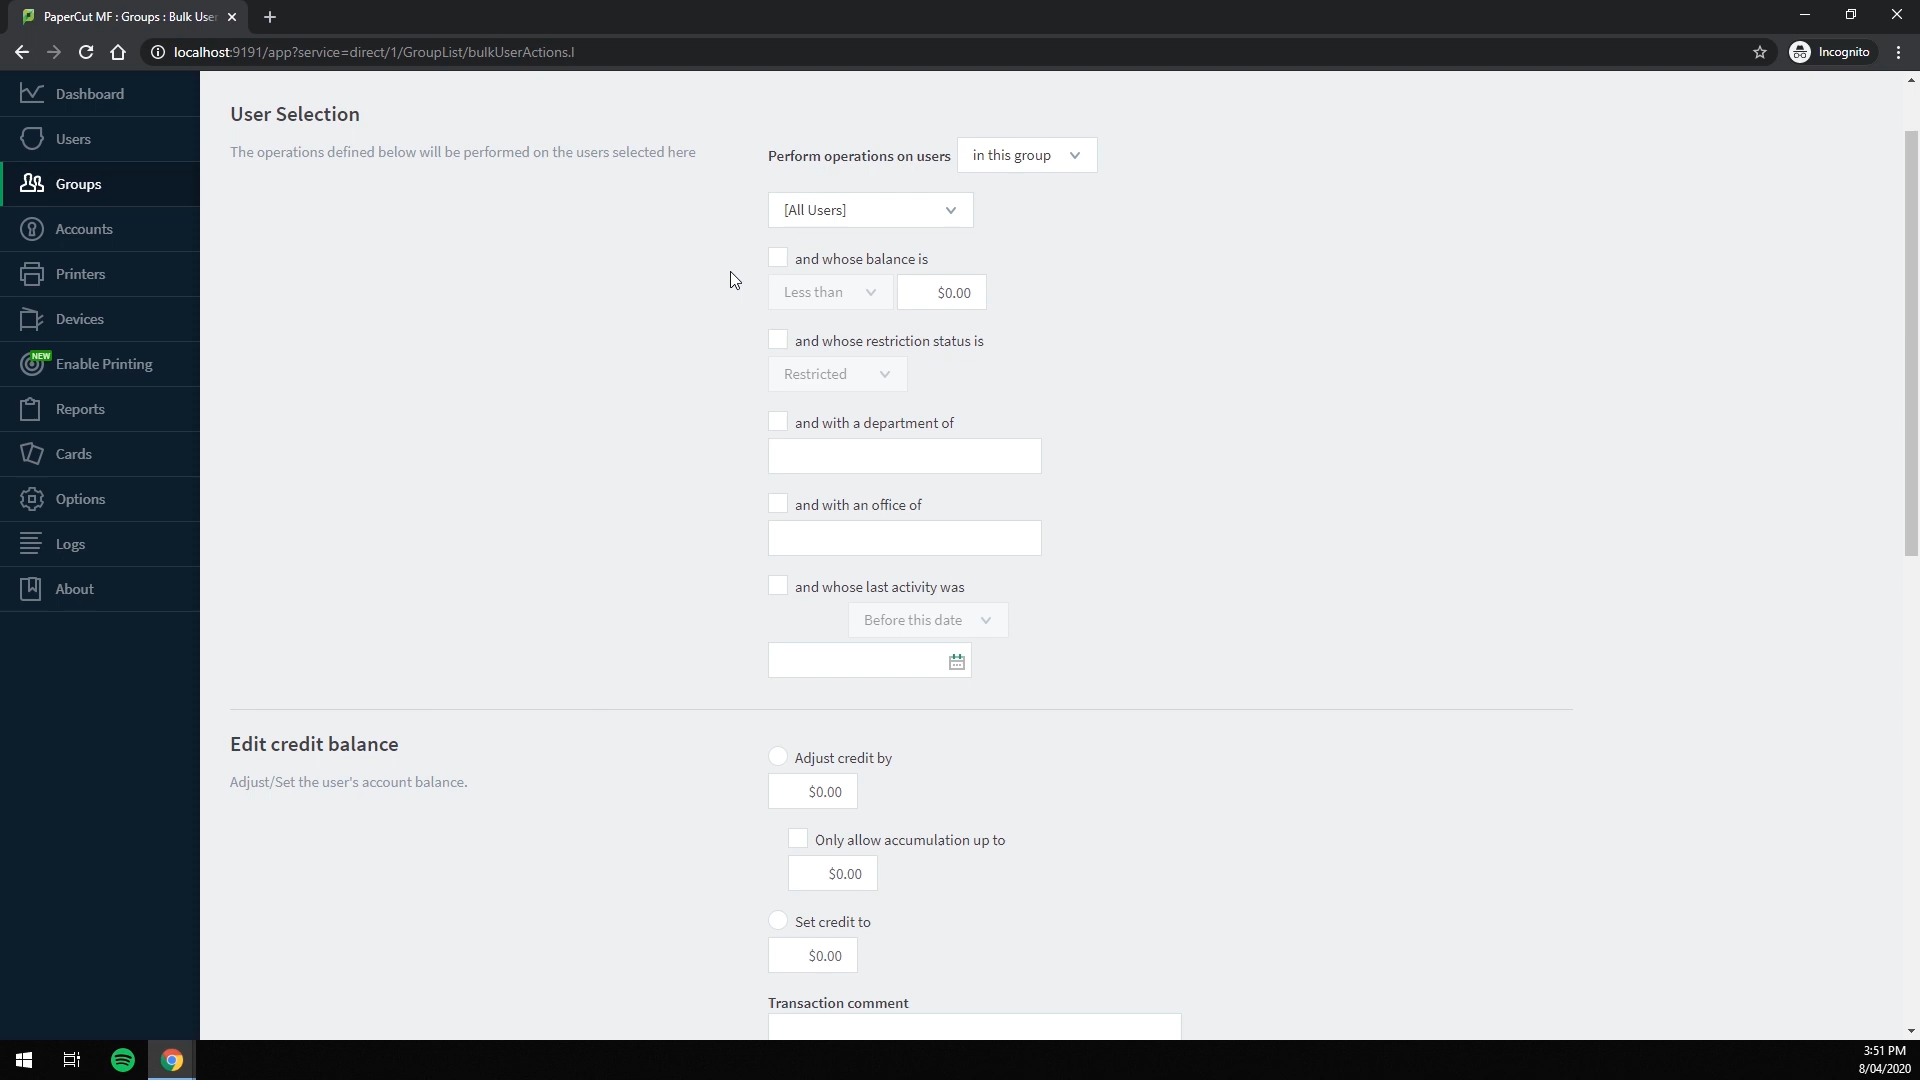 PaperCut MF : Groups : Bulk User
localhost:9191/app?service=direct/1/GroupList/bulkUserActions.l
Incognito
Dashboard
Users
Groups
Accounts
Printers
Devices
NEW
Enable Printing
Reports
Cards
Options
Logs
About
User Selection
The operations defined below will be performed on the users selected here
Perform operations on users in this group
[All Users]
and whose balance is
Less than $0.00
and whose restriction status is
Restricted
and with a department of
and with an office of
and whose last activity was
Before this date
Edit credit balance
Adjust/Set the user's account balance.
Adjust credit by
$0.00
Only allow accumulation up to
$0.00
Set credit to
$0.00
Transaction comment
3:51 PM
8/04/2020